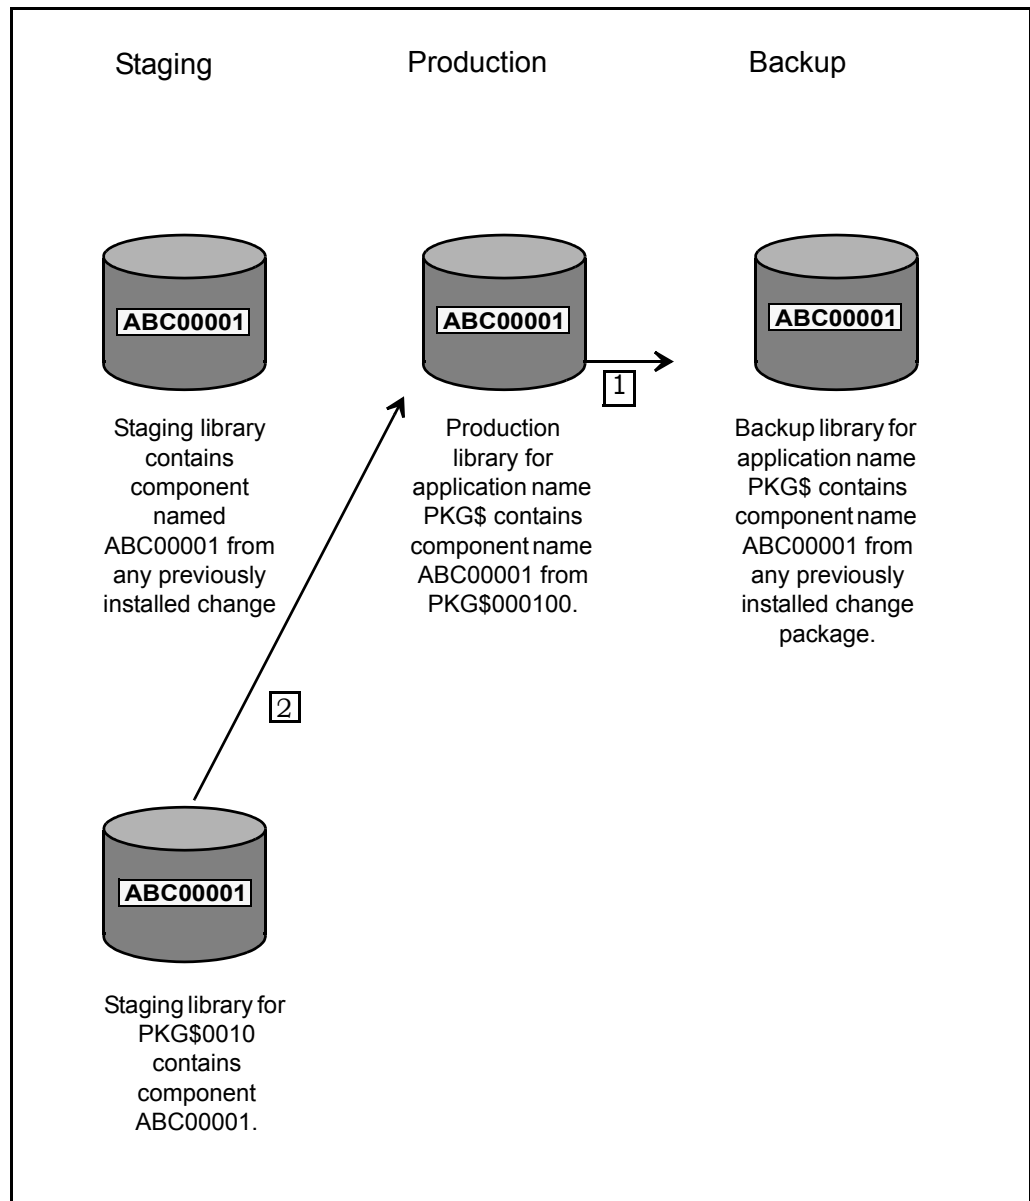 Staging
Production
Backup
ABC00001
ABC00001
ABC00001
1
Staging library
contains
component
named
ABC00001 from
any previously
installed change
Production
library for
application name
PKG$ contains
component name
ABC00001 from
PKG$000100.
Backup library for
application name
PKG$ contains
component name
ABC00001 from
any previously
installed change
package.
2
ABC00001
Staging library for
PKG$0010
contains
component
ABC00001.